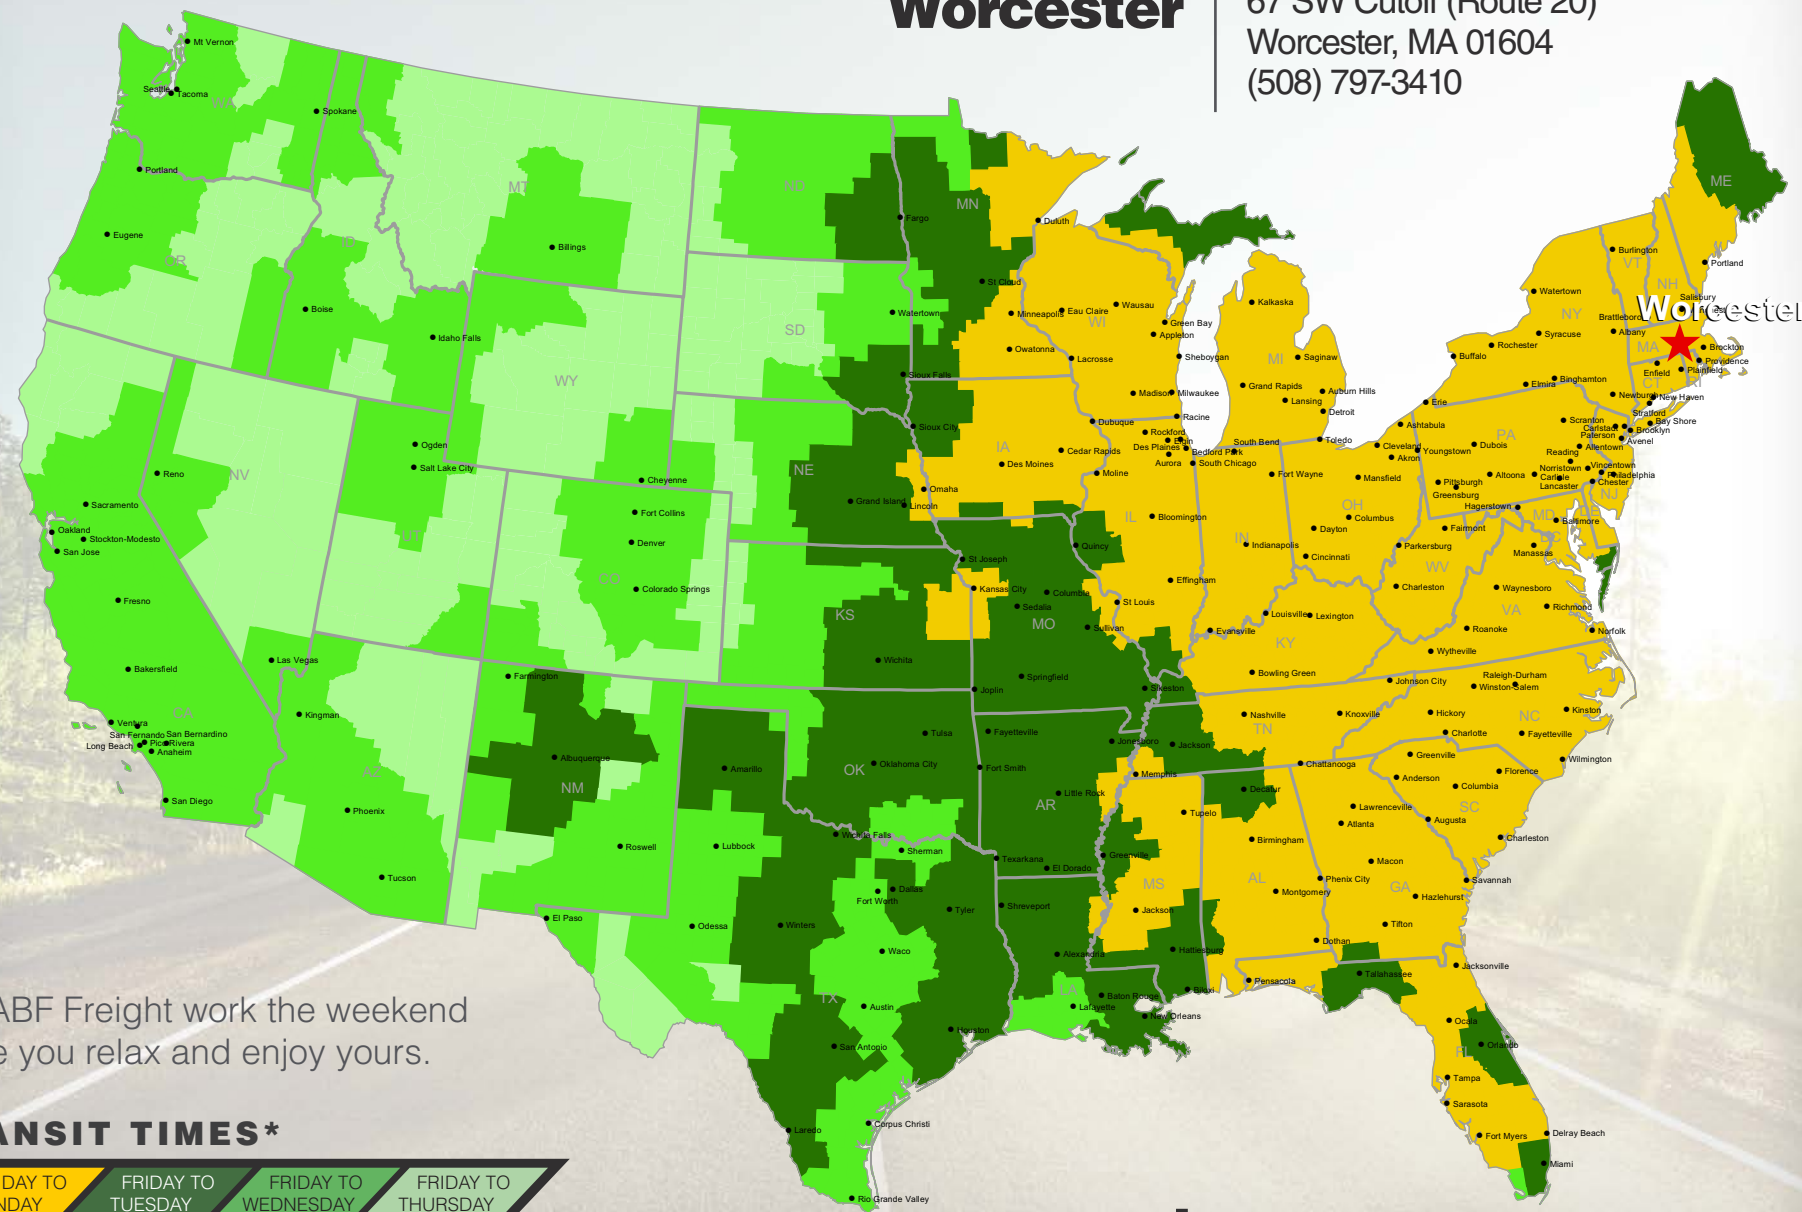 Worcester
67 SW Cutoff (Route 20)
Worcester, MA 01604
(508) 797-3410
Mt Vernon
Seattle
Tacoma
WA
Spokane
Portland
Eugene
OR
ID
Boise
Idaho Falls
MT
Billings
ND
Fargo
MN
Duluth
St Cloud
Minneapolis
Owatonna
SD
Watertown
Sioux Falls
Sioux City
WY
Cheyenne
NE
Grand Island
Omaha
Lincoln
IA
Cedar Rapids
Des Moines
Dubuque
Moline
WI
Eau Claire
Wausau
Green Bay
Appleton
Lacrosse
Sheboygan
Madison
Milwaukee
Racine
MI
Kalkaska
Saginaw
Grand Rapids
Lansing
Auburn Hills
Detroit
Rockford
Elgin
Des Plaines
Bedford Park
Aurora
South Chicago
South Bend
Toledo
Fort Wayne
IL
Bloomington
Quincy
Effingham
IN
Indianapolis
Evansville
OH
Cleveland
Akron
Youngstown
Ashtabula
Mansfield
Columbus
Dayton
Cincinnati
NV
Reno
Las Vegas
UT
Ogden
Salt Lake City
CO
Fort Collins
Denver
Colorado Springs
CA
Sacramento
Oakland
Stockton-Modesto
San Jose
Fresno
Bakersfield
Ventura
San Fernando
San Bernardino
Long Beach
Pico Rivera
Anaheim
San Diego
AZ
Kingman
Phoenix
Tucson
NM
Farmington
Albuquerque
Roswell
KS
Wichita
MO
St Joseph
Kansas City
Columbia
Sedalia
St Louis
Sullivan
Springfield
Joplin
Sikeston
OK
Tulsa
Oklahoma City
AR
Fayetteville
Fort Smith
Jonesboro
Little Rock
Texarkana
El Dorado
TX
Amarillo
Lubbock
Wichita Falls
Sherman
Dallas
Fort Worth
Tyler
El Paso
Odessa
Winters
Waco
Austin
Houston
San Antonio
Laredo
Corpus Christi
Rio Grande Valley
LA
Shreveport
Alexandria
Lafayette
Baton Rouge
New Orleans
MS
Tupelo
Greenville
Jackson
Hattiesburg
Biloxi
AL
Decatur
Birmingham
Montgomery
Dothan
TN
Nashville
Knoxville
Jackson
Memphis
Chattanooga
Johnson City
KY
Louisville
Lexington
Bowling Green
WV
Fairmont
Parkersburg
Charleston
VA
Manassas
Waynesboro
Richmond
Roanoke
Norfolk
Wytheville
NC
Raleigh-Durham
Winston-Salem
Hickory
Kinston
Charlotte
Fayetteville
Wilmington
SC
Greenville
Anderson
Florence
Columbia
Charleston
GA
Lawrenceville
Atlanta
Augusta
Macon
Phenix City
Savannah
Hazlehurst
Tifton
FL
Pensacola
Tallahassee
Jacksonville
Ocala
Orlando
Tampa
Sarasota
Fort Myers
Delray Beach
Miami
PA
Erie
Dubois
Scranton
Allentown
Reading
Altoona
Pittsburgh
Greensburg
Norristown
Carlisle
Lancaster
Philadelphia
Chester
Vincentown
NJ
Carlstadt
Paterson
Avenel
MD
Hagerstown
Baltimore
DE
DC
NY
Watertown
Syracuse
Rochester
Buffalo
Binghamton
Elmira
Albany
Newburgh
Brooklyn
Bay Shore
VT
Burlington
Brattleboro
NH
ME
Portland
Salisbury
Worcester
MA
Brockton
Providence
Plainfield
Enfield
CT
RI
New Haven
Stratford
ABF Freight work the weekend
you relax and enjoy yours.
ANSIT TIMES*
DAY TO
NDAY
FRIDAY TO
TUESDAY
FRIDAY TO
WEDNESDAY
FRIDAY TO
THURSDAY